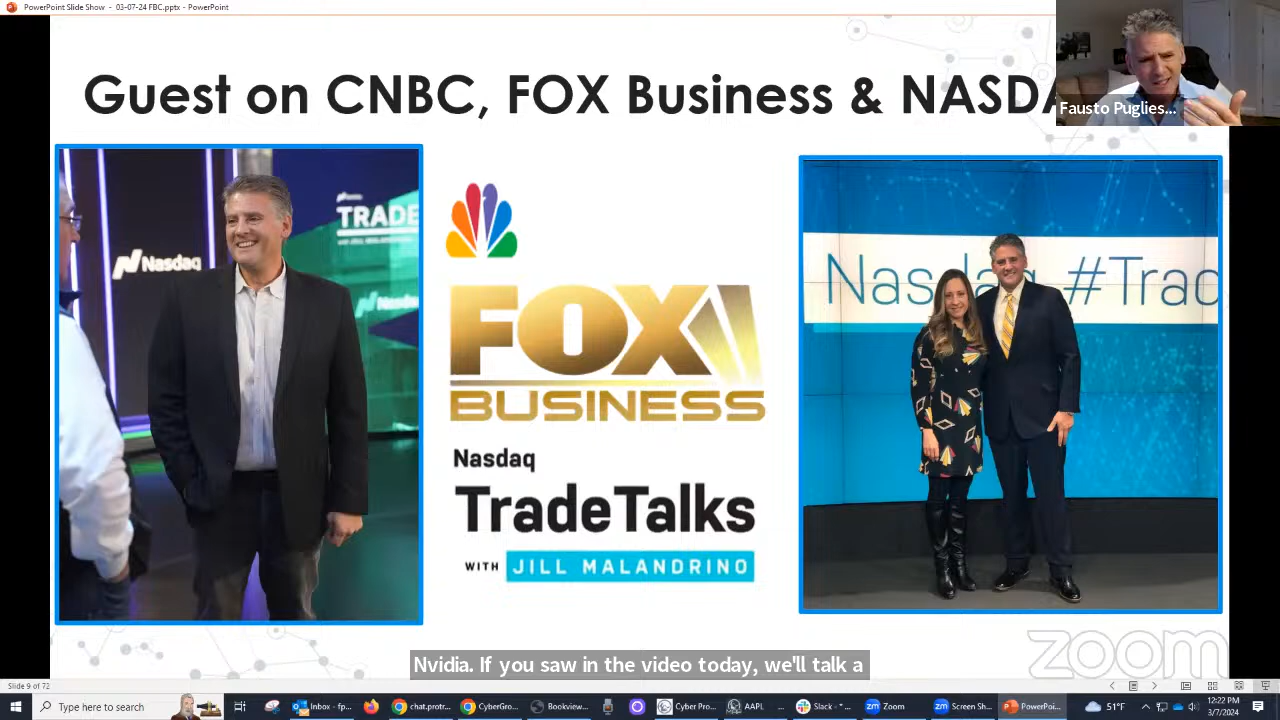 PowerPoint Slide Show - 03-07-24 FBC.pptx - PowerPoint
Guest on CNBC, FOX Business & NASDA
Fausto Puglies...
TRADE
Nasdaq
Nasdaq #Trad
FOX
BUSINESS
Nasdaq
TradeTalks
WITH JILL MALANDRINO
zoom
Nvidia. If you saw in the video today, we'll talk a
Slide 9 of 72
Type here to search
Inbox - fp...
chat.protr...
CyberGro...
Bookview...
Cyber Pro...
AAPL
Slack - "...
Zoom
Screen Sh...
PowerPoi...
51°F
12:22 PM
3/7/2024